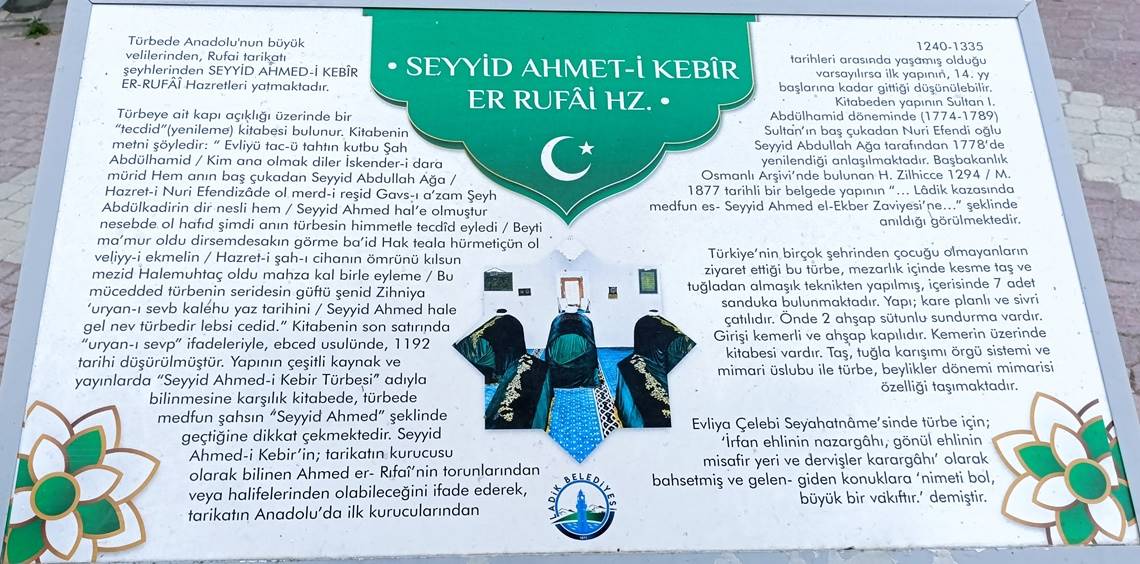 • SEYYİD AHMET-İ KEBÎR
ER RUFÂİ HZ. •
Türbede Anadolu'nun büyük
velilerinden, Rufai tarikatı
şeyhlerinden SEYYİD AHMED-İ KEBÎR
ER-RUFÂÎ Hazretleri yatmaktadır.
Türbeye ait kapı açıklığı üzerinde bir
"tecdid"(yenileme) kitabesi bulunur. Kitabenin
metni şöyledir: " Evliyü tac-ü tahtın kutbu Şah
Abdülhamid / Kim ana olmak diler İskender-i dara
mürid Hem anın baş çukadan Seyyid Abdullah Ağa /
Hazret-i Nuri Efendizâde ol merd-i reşid Gavs-ı a'zam Şeyh
Abdülkadirin dir nesli hem / Seyyid Ahmed hal'e olmuştur
nesebde ol hafıd şimdi anın türbesin himmetle tecdîd eyledi / Beyti
ma'mur oldu dirsemdesakın görme ba'id Hak teala hürmetiçün ol
veliyy-i ekmelin / Hazret-i şah-ı cihanın ömrünü kılsun
mezid Halemuhtaç oldu mahza kal birle eyleme / Bu
mücedded türbenin seridesin güftü şenid Zihniya
'uryan-ı sevb kaléhu yaz tarihini / Seyyid Ahmed hale
gel nev türbedir lebsi cedid." Kitabenin son satırında
"uryan-ı sevp" ifadeleriyle, ebced usulünde, 1192
tarihi düşürülmüştür. Yapının çeşitli kaynak ve
yayınlarda "Seyyid Ahmed-i Kebir Türbesi" adıyla
bilinmesine karşılık kitabede, türbede
medfun şahsın "Seyyid Ahmed" şeklinde
geçtiğine dikkat çekmektedir. Seyyid
Ahmed-i Kebir'in; tarikatın kurucusu
olarak bilinen Ahmed er- Rıfaî'nin torunlarından
veya halifelerinden olabileceğini ifade ederek,
tarikatın Anadolu'da ilk kurucularından
1240-1335
tarihleri arasında yaşamış olduğu
varsayılırsa ilk yapının, 14. yy
başlarına kadar gittiği düşünülebilir.
Kitabeden yapının Sultan I.
Abdülhamid döneminde (1774-1789)
Sultan'ın baş çukadan Nuri Efendi oğlu
Seyyid Abdullah Ağa tarafından 1778'de
yenilendiği anlaşılmaktadır. Başbakanlık
Osmanlı Arşivi'nde bulunan H. Zilhicce 1294 / M.
1877 tarihli bir belgede yapının "... Lâdik kazasında
medfun es- Seyyid Ahmed el-Ekber Zaviyesi'ne..." şeklinde
anıldığı görülmektedir.
Türkiye'nin birçok şehrinden çocuğu olmayanların
ziyaret ettiği bu türbe, mezarlık içinde kesme taş ve
tuğladan almaşık teknikten yapılmış, içerisinde 7 adet
sanduka bulunmaktadır. Yapı; kare planlı ve sivri
çatılıdır. Önde 2 ahşap sütunlu sundurma vardır.
Girişi kemerli ve ahşap kapılıdır. Kemerin üzerinde
kitabesi vardır. Taş, tuğla karışımı örgü sistemi ve
mimari üslubu ile türbe, beylikler dönemi mimarisi
özelliği taşımaktadır.
Evliya Çelebi Seyahatnâme'sinde türbe için;
'İrfan ehlinin nazargâhı, gönül ehlinin
misafir yeri ve dervişler karargâhı' olarak
bahsetmiş ve gelen- giden konuklara 'nimeti bol,
büyük bir vakıftır.' demiştir.
LADİK BELEDİYESİ